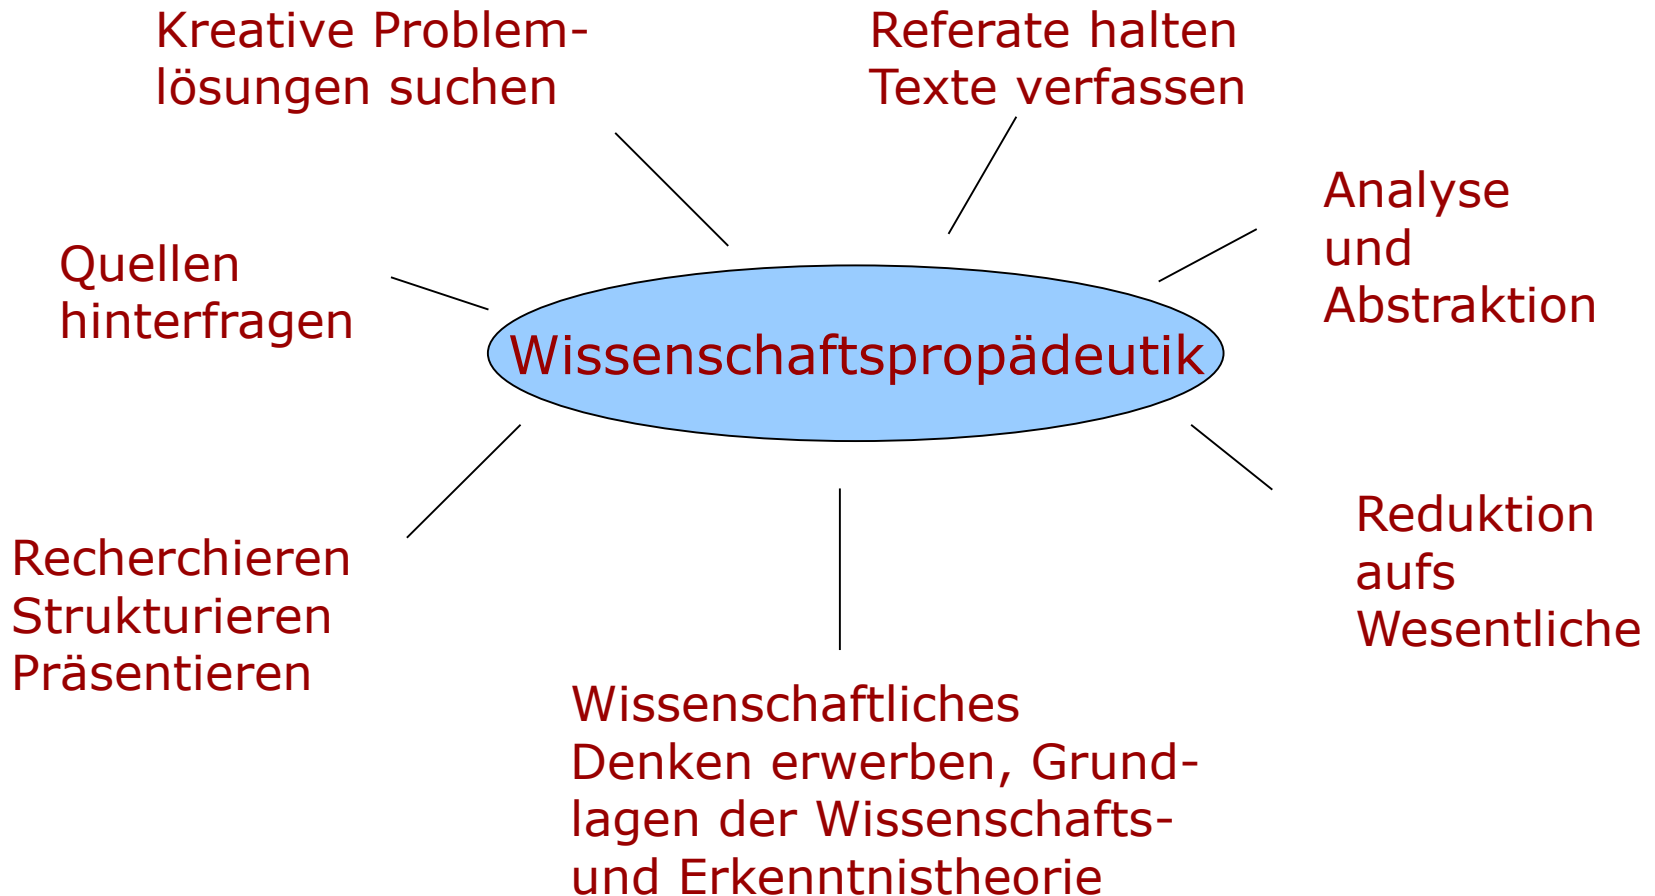 Kreative Problem-
lösungen suchen
Referate halten
Texte verfassen
Analyse
und
Abstraktion
Quellen
hinterfragen
Wissenschaftspropädeutik
Reduktion
aufs
Wesentliche
Recherchieren
Strukturieren
Präsentieren
Wissenschaftliches
Denken erwerben, Grund-
lagen der Wissenschafts-
und Erkenntnistheorie